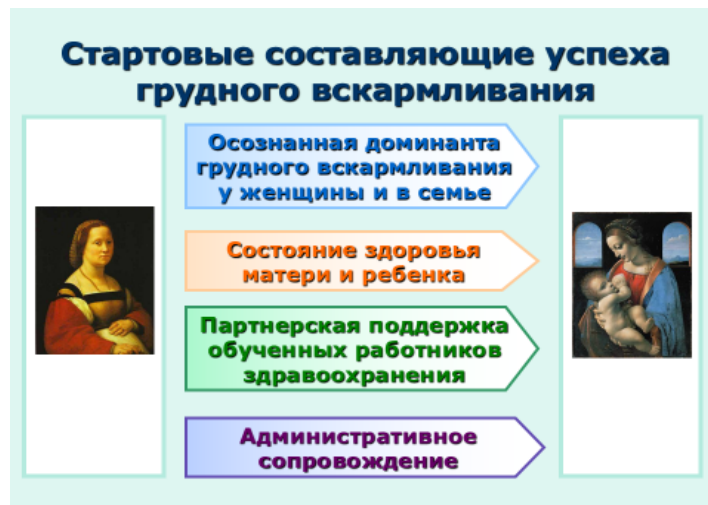 Стартовые составляющие успеха
грудного вскармливания
Осознанная доминанта
грудного вскармливания
у женщины и в семье
Состояние здоровья
матери и ребенка
Партнерская поддержка
обученных работников
здравоохранения
Административное
сопровождение